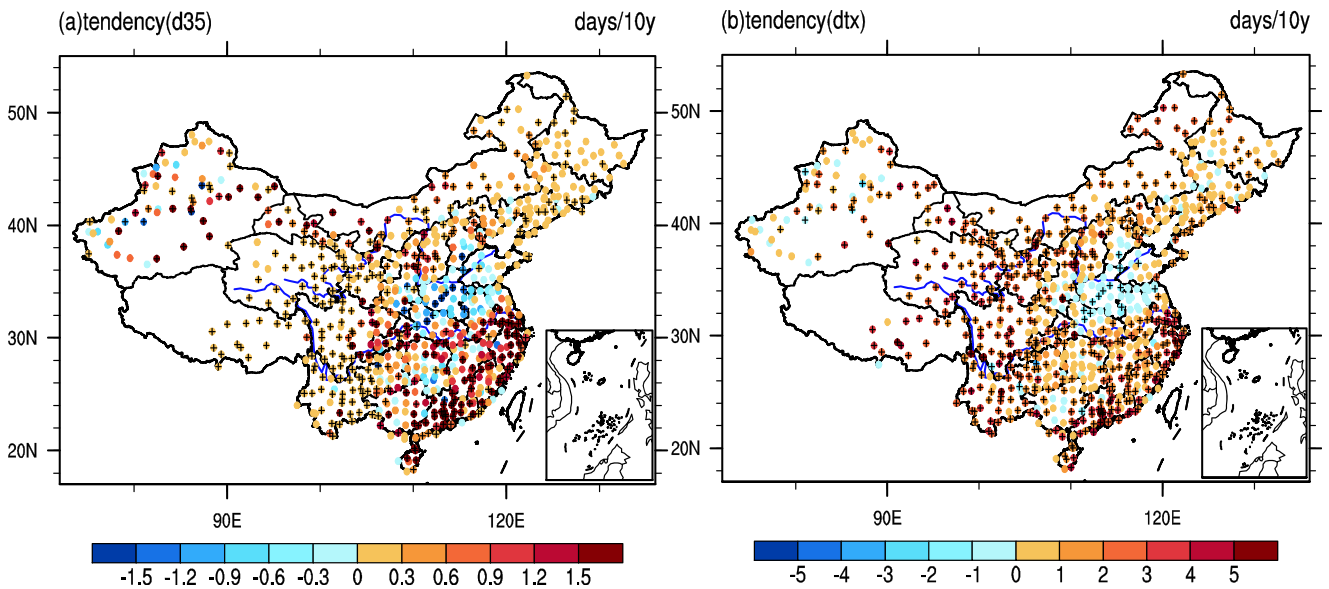 (a)tendency(d35) days/10y
50N
40N
30N
20N
90E 120E
-1.5 -1.2 -0.9 -0.6 -0.3 0 0.3 0.6 0.9 1.2 1.5
(b)tendency(dtx) days/10y
50N
40N
30N
20N
90E 120E
-5 -4 -3 -2 -1 0 1 2 3 4 5